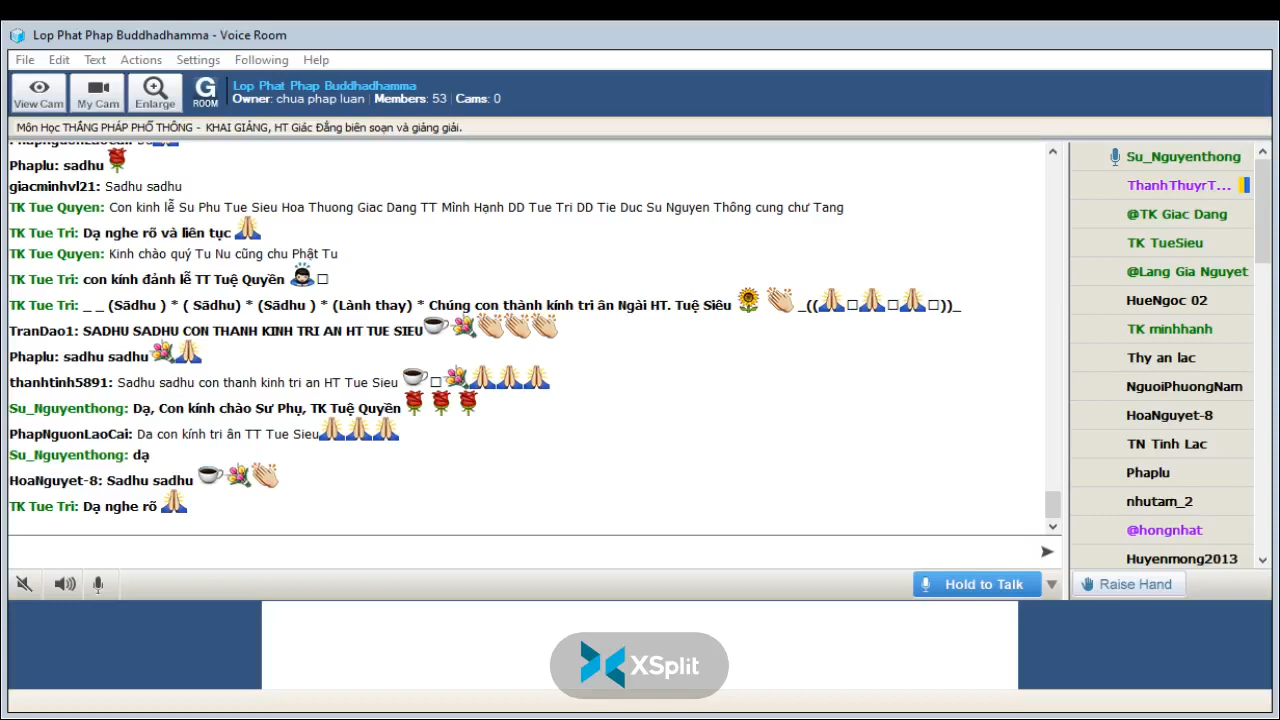 Lop Phat Phap Buddhadhamma - Voice Room
File Edit Text Actions Settings Following Help
View Cam My Cam Enlarge G ROOM
Lop Phat Phap Buddhadhamma
Owner: chua phap luan | Members: 53 | Cams: 0
Môn Học THẮNG PHÁP PHỔ THÔNG - KHAI GIẢNG, HT Giác Đẳng biên soạn và giảng giải.
Phaplu: sadhu
giacminhvl21: Sadhu sadhu
TK Tue Quyen: Con kinh lễ Su Phu Tue Sieu Hoa Thuong Giac Dang TT Mình Hạnh DD Tue Tri DD Tie Duc Su Nguyen Thông cung chư Tang
TK Tue Tri: Dạ nghe rõ và liên tục
TK Tue Quyen: Kinh chào quý Tu Nu cũng chu Phật Tu
TK Tue Tri: con kính đảnh lễ TT Tuệ Quyền
TK Tue Tri: _ _ (Sādhu ) * ( Sādhu) * (Sādhu ) * (Lành thay) * Chúng con thành kính tri ân Ngài HT. Tuệ Siêu _(( ))_
TranDao1: SADHU SADHU CON THANH KINH TRI AN HT TUE SIEU
Phaplu: sadhu sadhu
thanhtinh5891: Sadhu sadhu con thanh kinh tri an HT Tue Sieu
Su_Nguyenthong: Dạ, Con kính chào Sư Phụ, TK Tuệ Quyền
PhapNguonLaoCai: Da con kính tri ân TT Tue Sieu
Su_Nguyenthong: dạ
HoaNguyet-8: Sadhu sadhu
TK Tue Tri: Dạ nghe rõ
Hold to Talk
Su_Nguyenthong
ThanhThuyrT...
@TK Giac Dang
TK TueSieu
@Lang Gia Nguyet
HueNgoc 02
TK minhhanh
Thy an lac
NguoiPhuongNam
HoaNguyet-8
TN Tinh Lac
Phaplu
nhutam_2
@hongnhat
Huyenmong2013
Raise Hand
XSplit